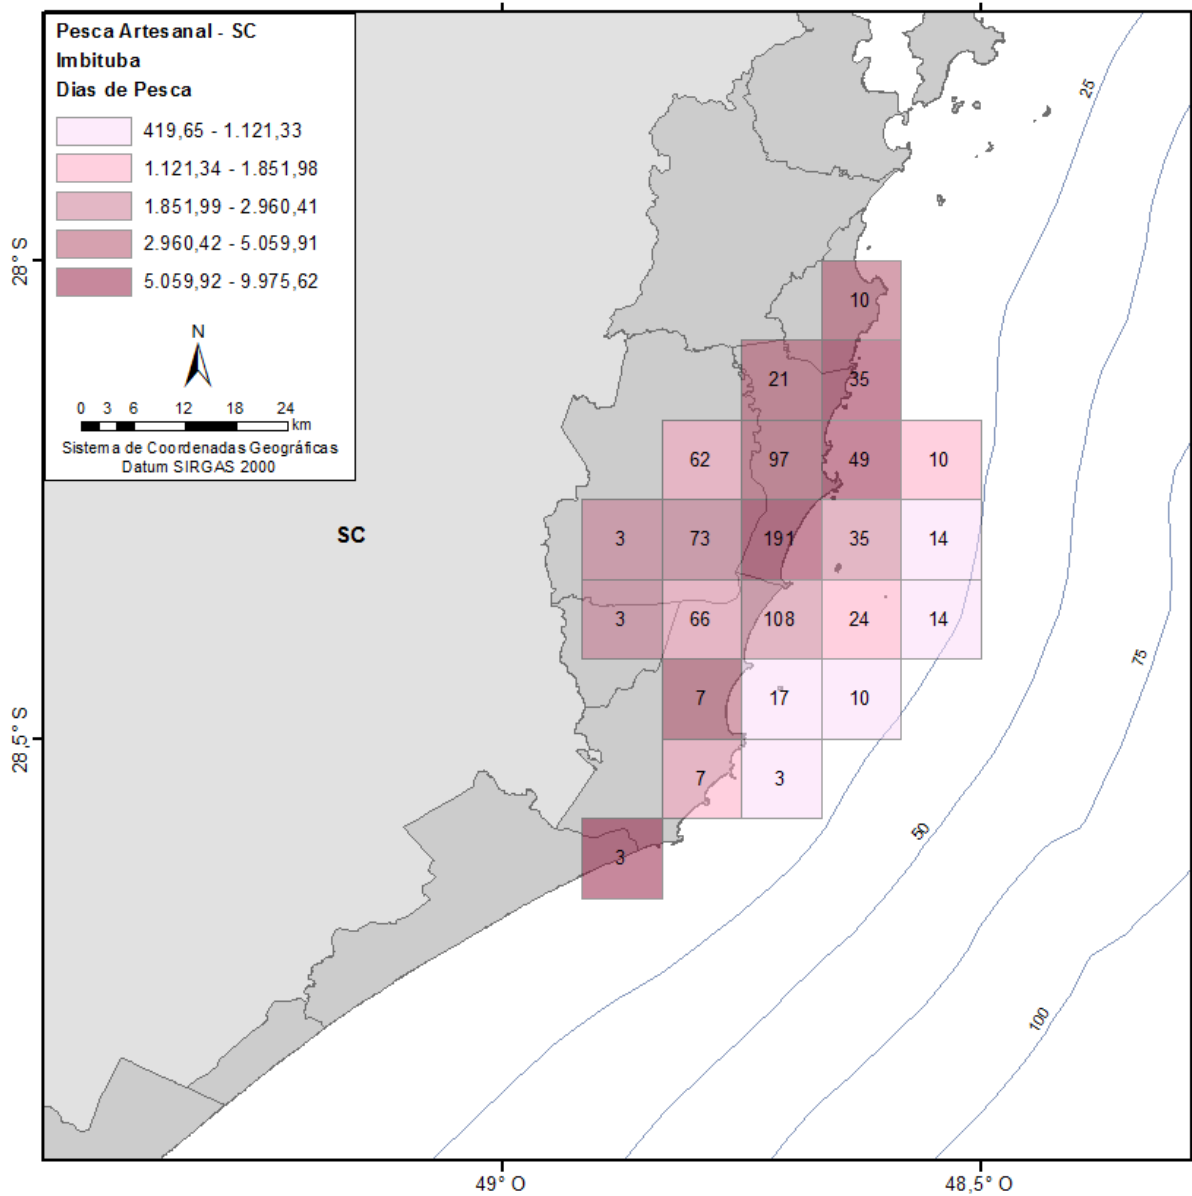 Pesca Artesanal - SC
Imbituba
Dias de Pesca
419,65 - 1.121,33
1.121,34 - 1.851,98
1.851,99 - 2.960,41
2.960,42 - 5.059,91
5.059,92 - 9.975,62
N
0 3 6 12 18 24
km
Sistema de Coordenadas Geográficas
Datum SIRGAS 2000
25
28° S
10
21 35
62 97 49 10
SC
3 73 191 35 14
3 66 108 24 14
75
7 17 10
28,5° S
7 3
50
3
100
49° O 48,5° O